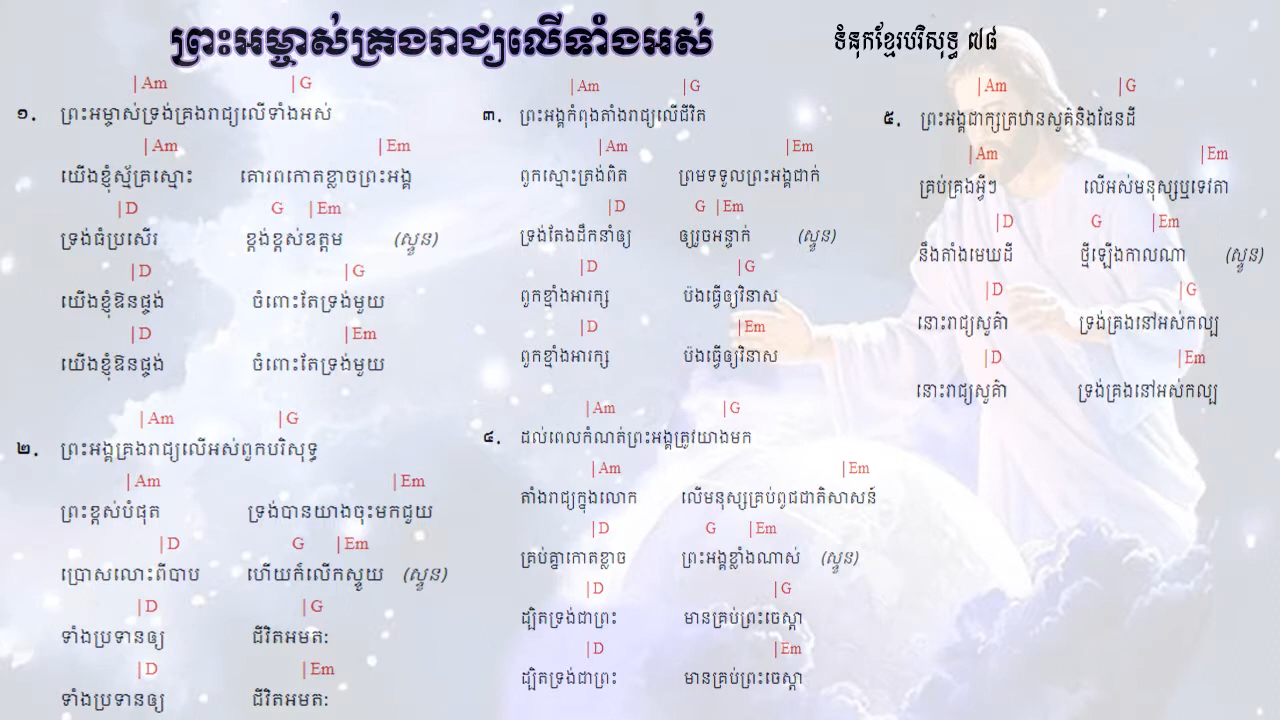 ព្រះអម្ចាស់គ្រងរាជ្យលើទាំងអស់
ទំនុកខ្មែរបរិសុទ្ធ ៧៨
|Am |G
១. ព្រះអម្ចាស់ទ្រង់គ្រងរាជ្យលើទាំងអស់
|Am |Em
យើងខ្ញុំស្ម័គ្រស្មោះ គោរពកោតខ្លាចព្រះអង្គ
|D G |Em
ទ្រង់ធំប្រសើរ ខ្ពង់ខ្ពស់ឧត្តម (ស្ទួន)
|D |G
យើងខ្ញុំឱនផ្ចង់ ចំពោះតែទ្រង់មួយ
|D |Em
យើងខ្ញុំឱនផ្ចង់ ចំពោះតែទ្រង់មួយ
|Am |G
២. ព្រះអង្គគ្រងរាជ្យលើអស់ពួកបរិសុទ្ធ
|Am |Em
ព្រះខ្ពស់បំផុត ទ្រង់បានយាងចុះមកជួយ
|D G |Em
ប្រោសលោះពីបាប ហើយក៏លើកស្ទួយ (ស្ទួន)
|D |G
ទាំងប្រទានឲ្យ ជីវិតអមតៈ
|D |Em
ទាំងប្រទានឲ្យ ជីវិតអមតៈ
|Am |G
៣. ព្រះអង្គកំពុងតាំងរាជ្យលើជីវិត
|Am |Em
ពួកស្មោះត្រង់ពិត ព្រមទទួលព្រះអង្គជាក់
|D G |Em
ទ្រង់តែងដឹកនាំឲ្យ ឲ្យរួចអន្ទាក់ (ស្ទួន)
|D |G
ពួកខ្មាំងអារក្ស ប៉ងធ្វើឲ្យវិនាស
|D |Em
ពួកខ្មាំងអារក្ស ប៉ងធ្វើឲ្យវិនាស
|Am |G
៤. ដល់ពេលកំណត់ព្រះអង្គត្រូវយាងមក
|Am |Em
តាំងរាជ្យក្នុងលោក លើមនុស្សគ្រប់ពូជជាតិសាសន៍
|D G |Em
គ្រប់គ្នាកោតខ្លាច ព្រះអង្គខ្លាំងណាស់ (ស្ទួន)
|D |G
ដ្បិតទ្រង់ជាព្រះ មានគ្រប់ព្រះចេស្តា
|D |Em
ដ្បិតទ្រង់ជាព្រះ មានគ្រប់ព្រះចេស្តា
|Am |G
៥. ព្រះអង្គជាក្សត្រឋានសួគ៌និងផែនដី
|Am |Em
គ្រប់គ្រងអ្វីៗ លើអស់មនុស្សឬទេវតា
|D G |Em
នឹងតាំងមេឃដី ថ្មីឡើងកាលណា (ស្ទួន)
|D |G
នោះរាជ្យសួគ៌ា ទ្រង់គ្រងនៅអស់កល្ប
|D |Em
នោះរាជ្យសួគ៌ា ទ្រង់គ្រងនៅអស់កល្ប